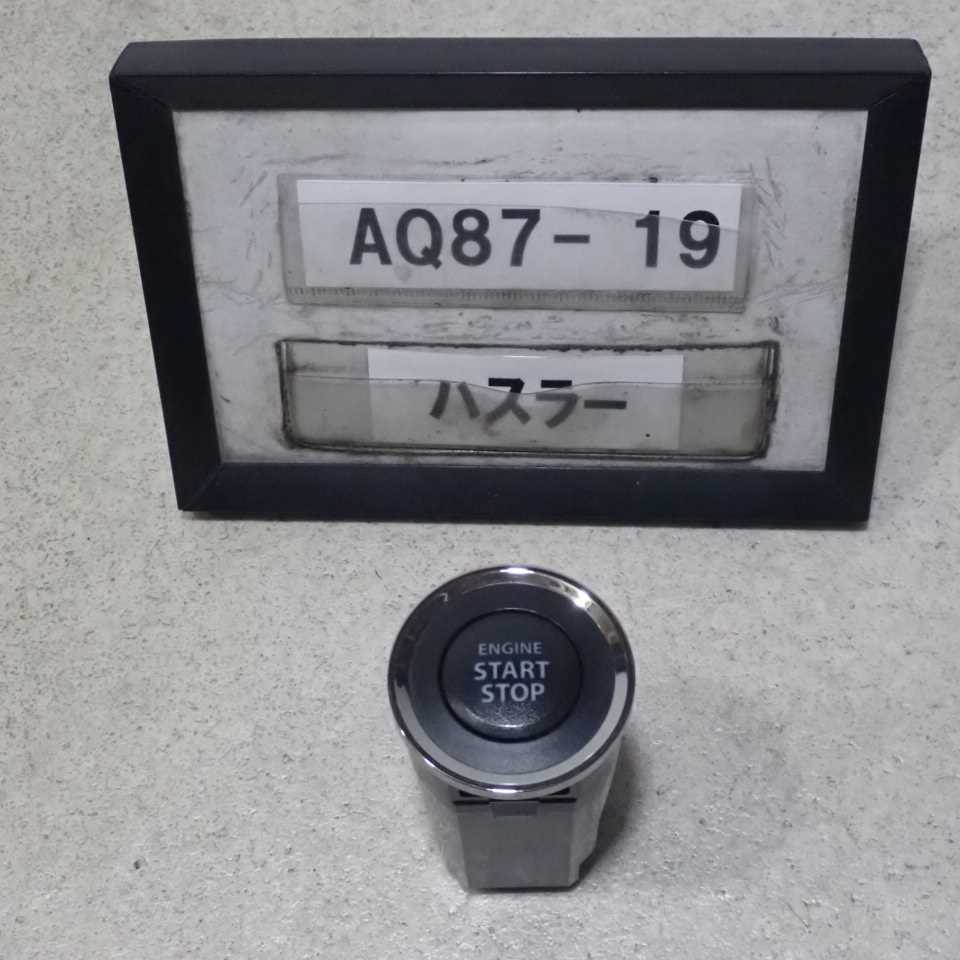 AQ87- 19
ハスラー
ENGINE
START
STOP